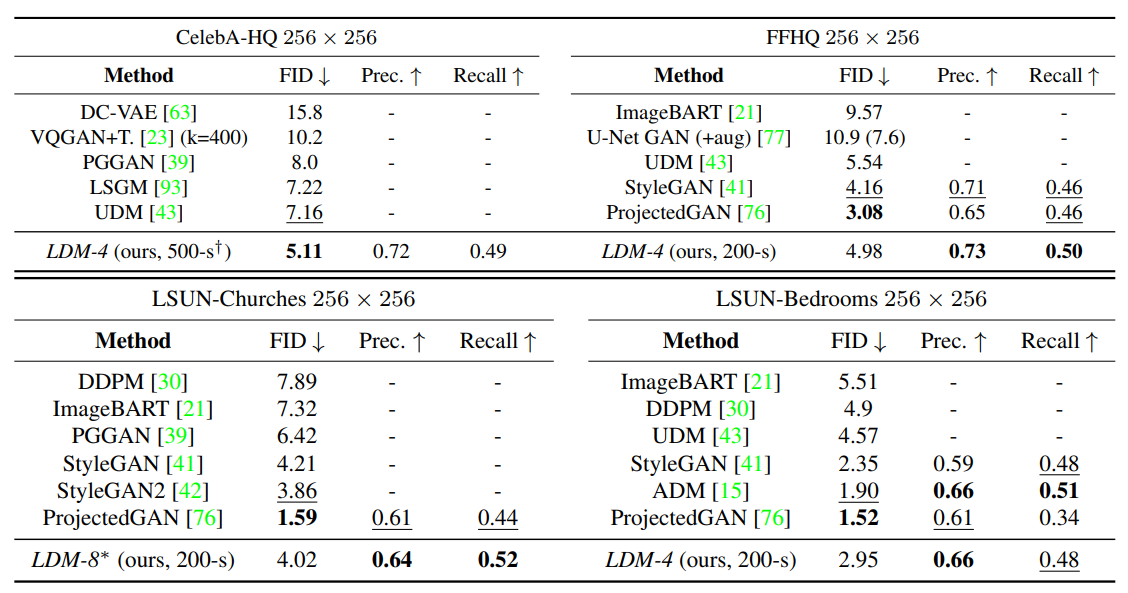 CelebA-HQ 256 × 256
Method FID ↓ Prec. ↑ Recall ↑
DC-VAE [63] 15.8 - -
VQGAN+T. [23] (k=400) 10.2 - -
PGGAN [39] 8.0 - -
LSGM [93] 7.22 - -
UDM [43] 7.16 - -
LDM-4 (ours, 500-s†) 5.11 0.72 0.49
FFHQ 256 × 256
Method FID ↓ Prec. ↑ Recall ↑
ImageBART [21] 9.57 - -
U-Net GAN (+aug) [77] 10.9 (7.6) - -
UDM [43] 5.54 - -
StyleGAN [41] 4.16 0.71 0.46
ProjectedGAN [76] 3.08 0.65 0.46
LDM-4 (ours, 200-s) 4.98 0.73 0.50
LSUN-Churches 256 × 256
Method FID ↓ Prec. ↑ Recall ↑
DDPM [30] 7.89 - -
ImageBART [21] 7.32 - -
PGGAN [39] 6.42 - -
StyleGAN [41] 4.21 - -
StyleGAN2 [42] 3.86 - -
ProjectedGAN [76] 1.59 0.61 0.44
LDM-8* (ours, 200-s) 4.02 0.64 0.52
LSUN-Bedrooms 256 × 256
Method FID ↓ Prec. ↑ Recall ↑
ImageBART [21] 5.51 - -
DDPM [30] 4.9 - -
UDM [43] 4.57 - -
StyleGAN [41] 2.35 0.59 0.48
ADM [15] 1.90 0.66 0.51
ProjectedGAN [76] 1.52 0.61 0.34
LDM-4 (ours, 200-s) 2.95 0.66 0.48